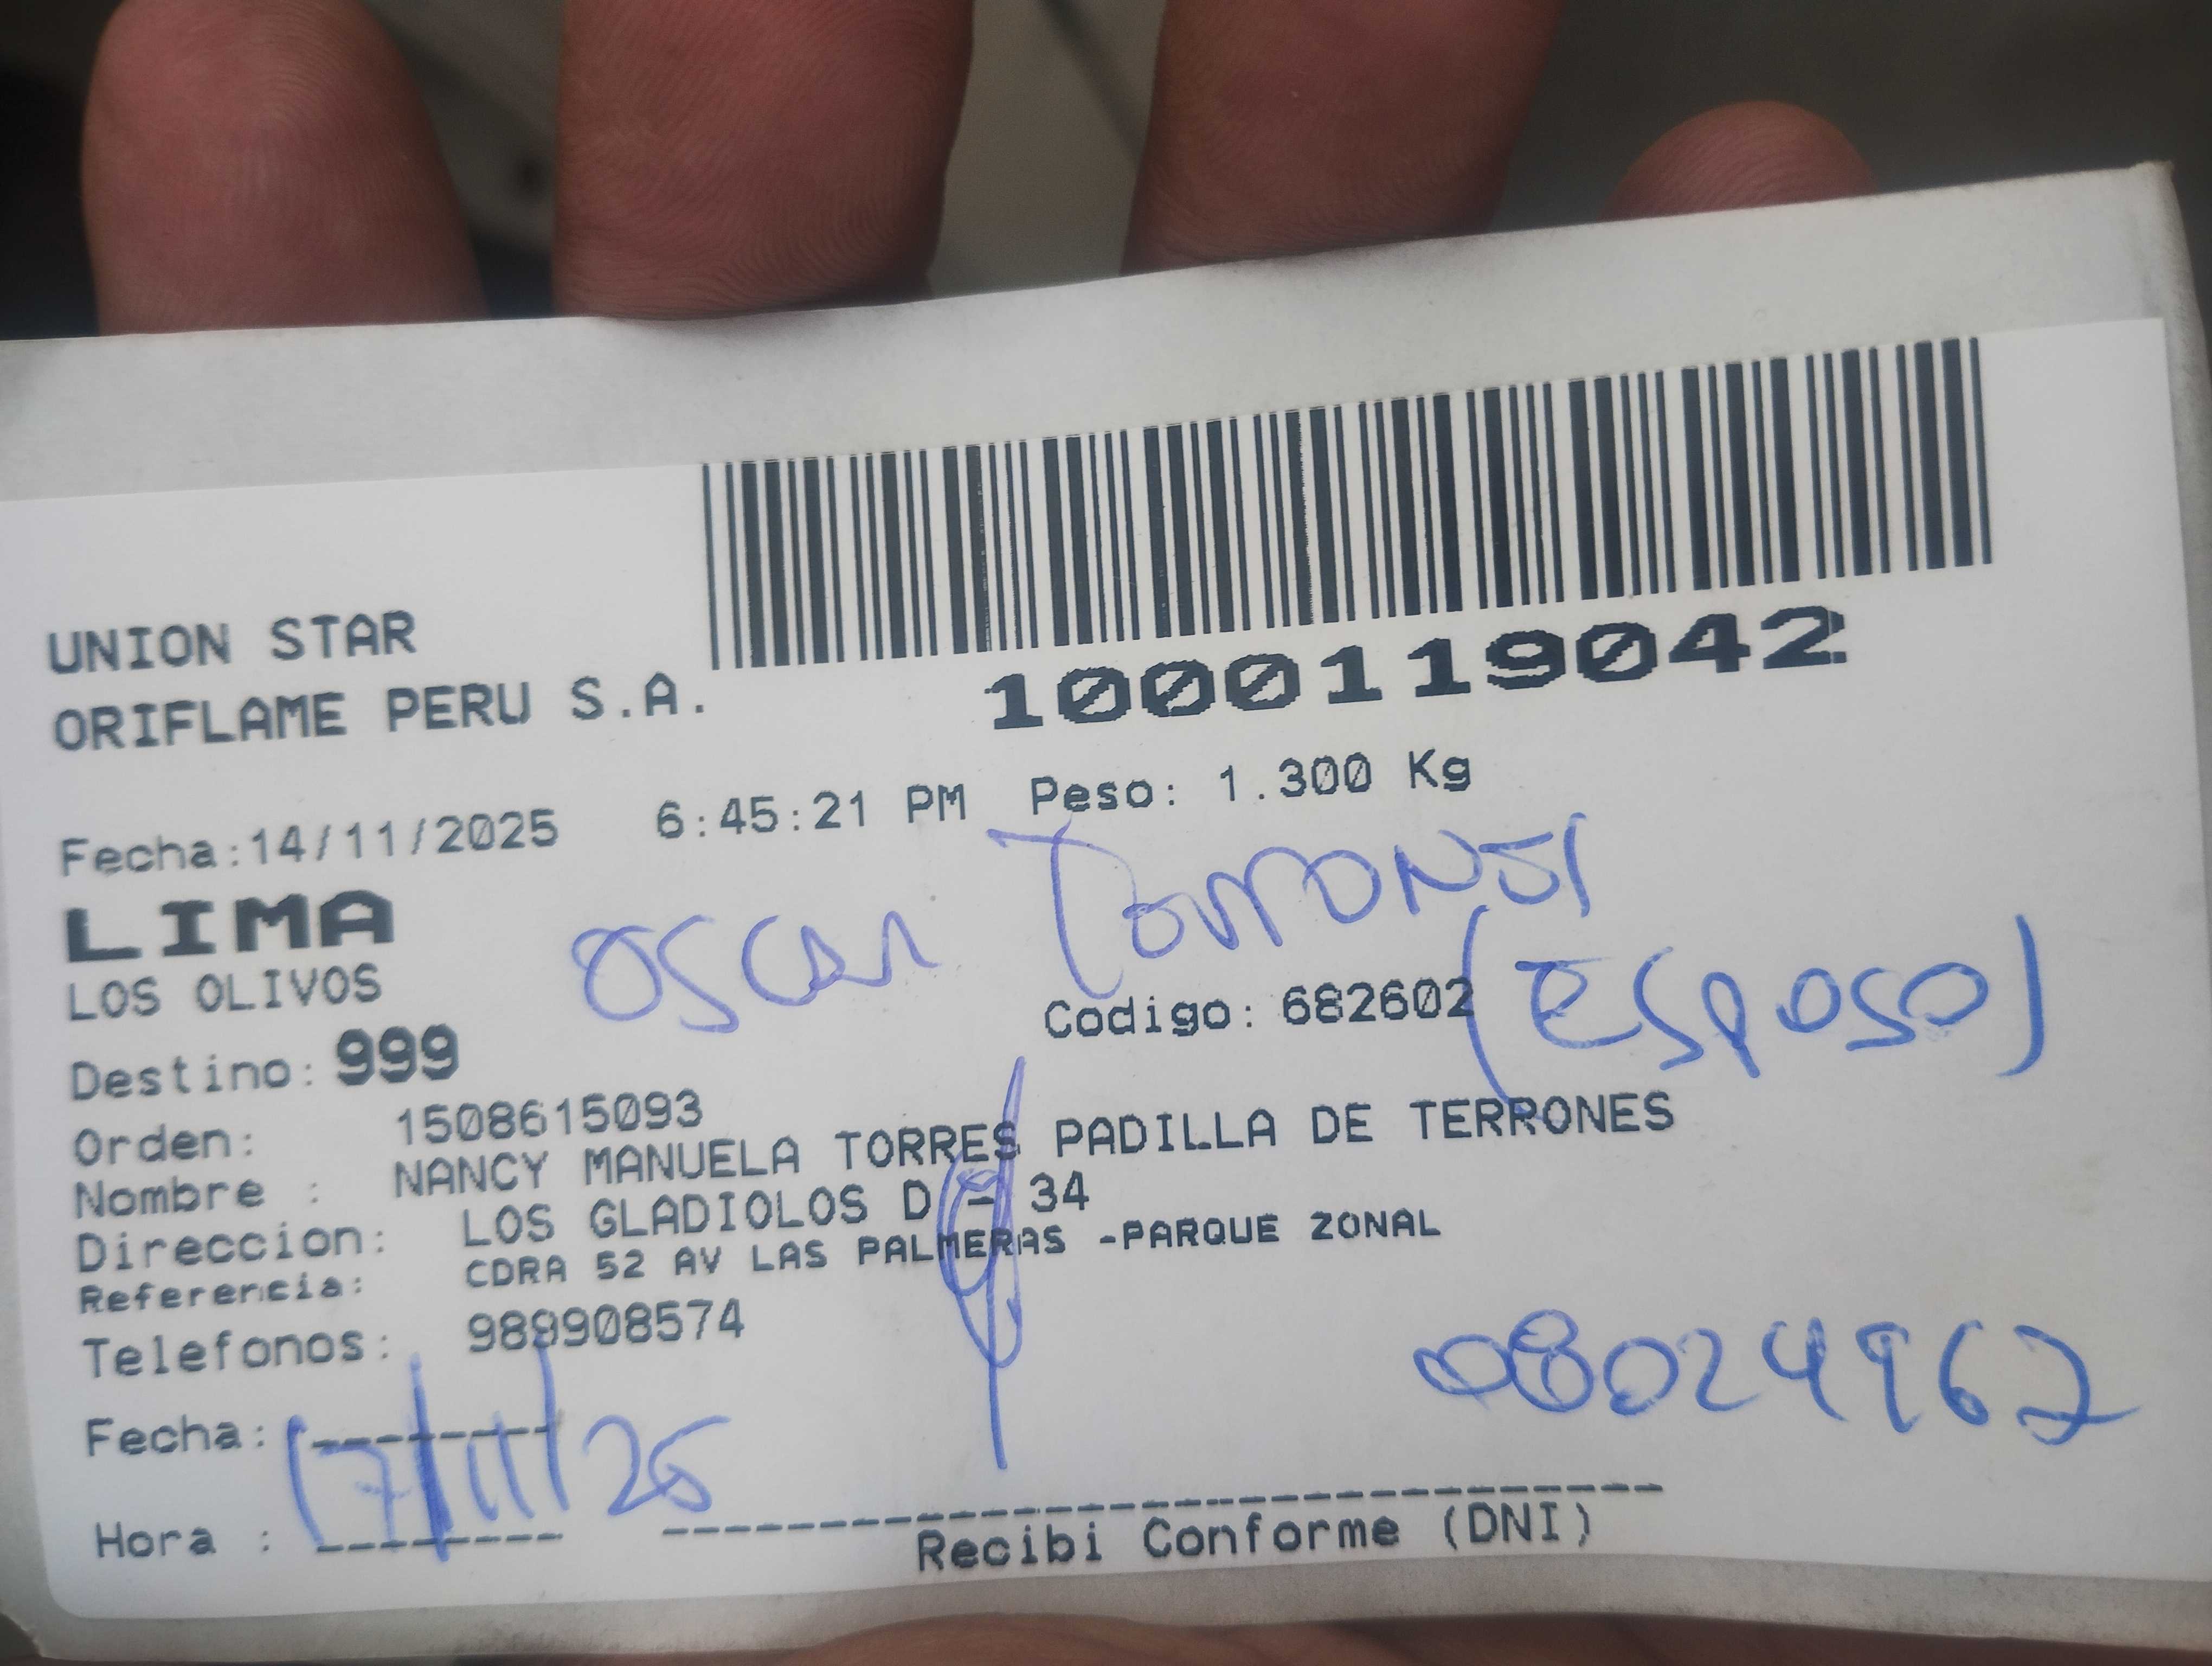 UNION STAR
ORIFLAME PERU S.A.
1000119042
Fecha:14/11/2025 6:45:21 PM Peso: 1.300 Kg
LIMA
LOS OLIVOS
Oscar
(Esposo)
Codigo: 682602
Destino: 999
Orden: 1508615093
Nombre : NANCY MANUELA TORRES PADILLA DE TERRONES
Direccion: LOS GLADIOLOS D - 34
Referencia: CDRA 52 AV LAS PALMERAS -PARQUE ZONAL
Telefonos: 989908574
08024962
Fecha: 17/11/25
Hora :
Recibi Conforme (DNI)